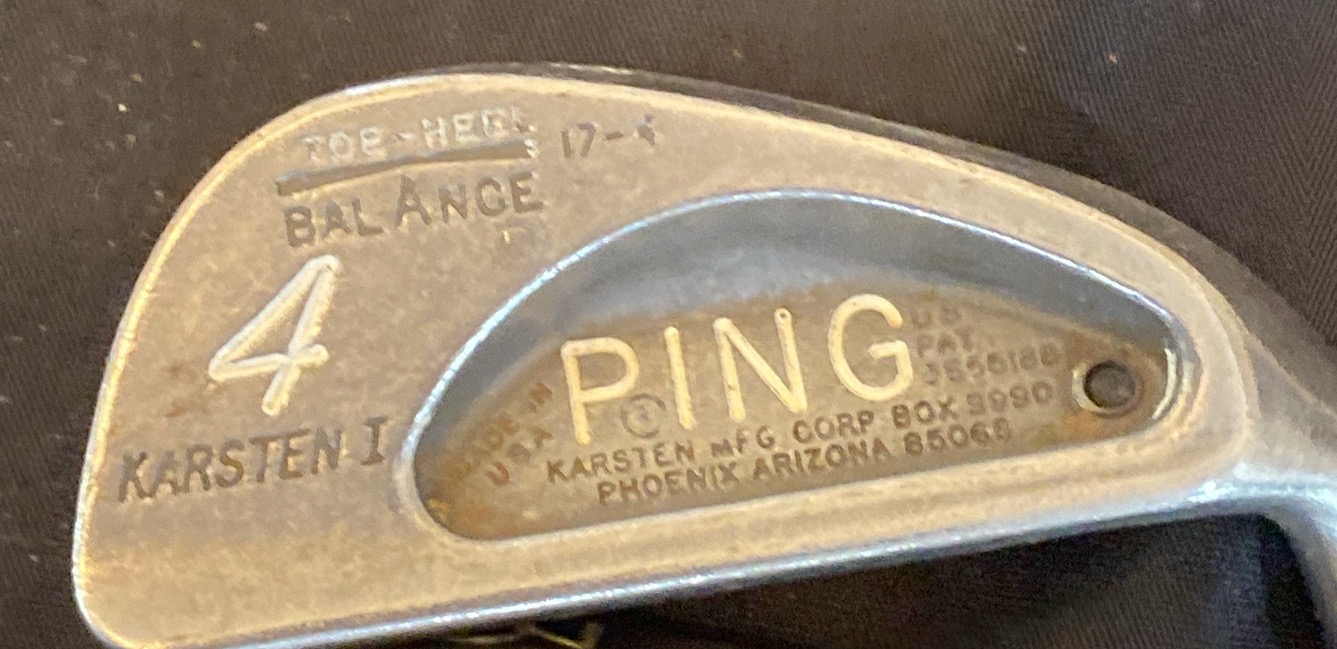 TOE-HEEL 17-4
BALANCE
4
KARSTEN I
MADE IN
USA
PING
US
PAT
KARSTEN MFG CORP BOX 9990
PHOENIX ARIZONA 85068